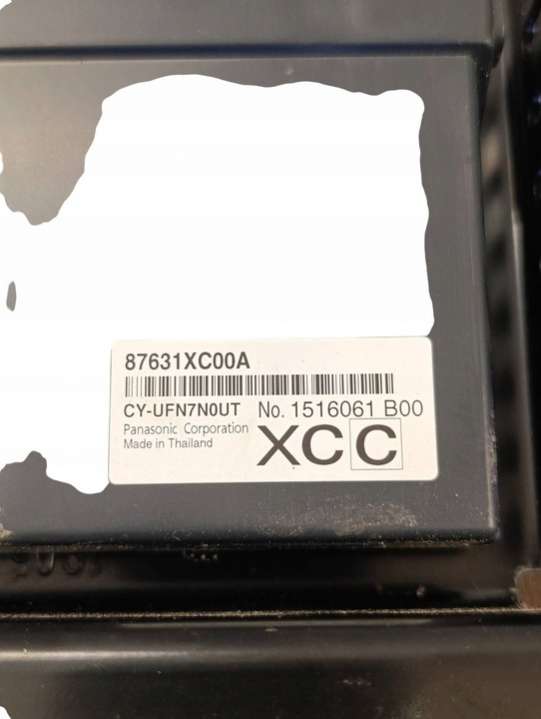 87631XC00A
CY-UFN7N0UT No. 1516061 B00
Panasonic Corporation
Made in Thailand
XCC